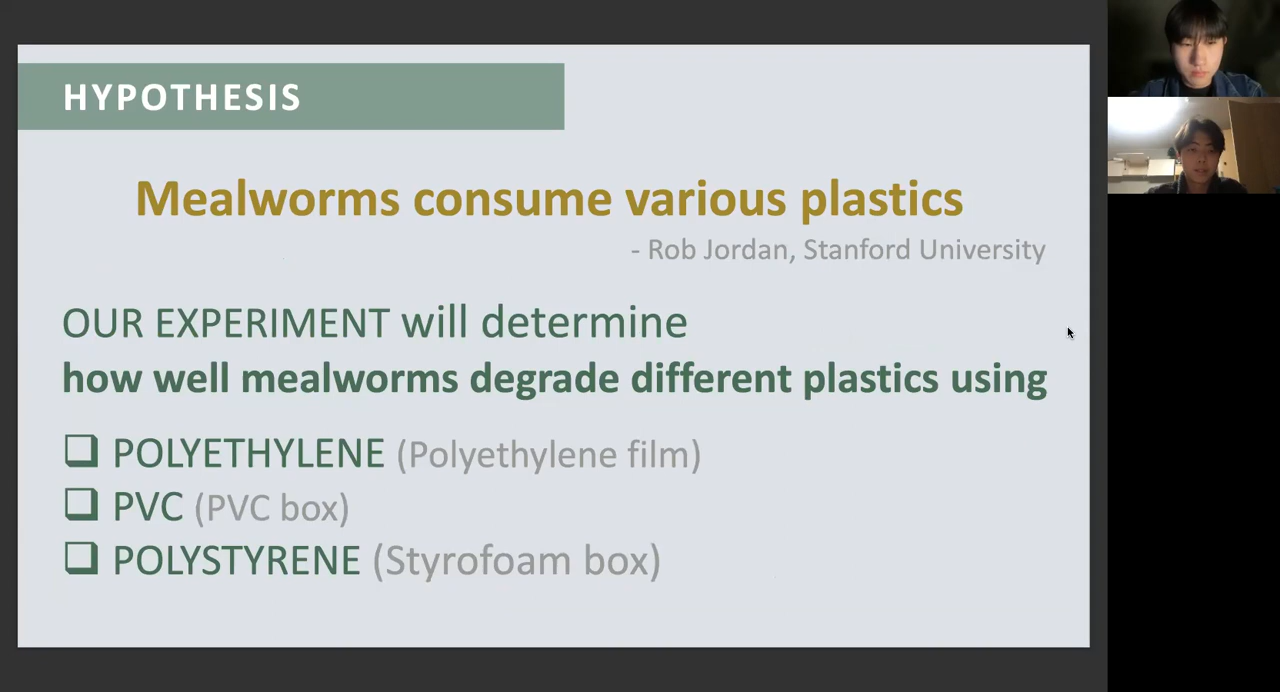 HYPOTHESIS
Mealworms consume various plastics
- Rob Jordan, Stanford University
OUR EXPERIMENT will determine
how well mealworms degrade different plastics using
❑ POLYETHYLENE (Polyethylene film)
❑ PVC (PVC box)
❑ POLYSTYRENE (Styrofoam box)